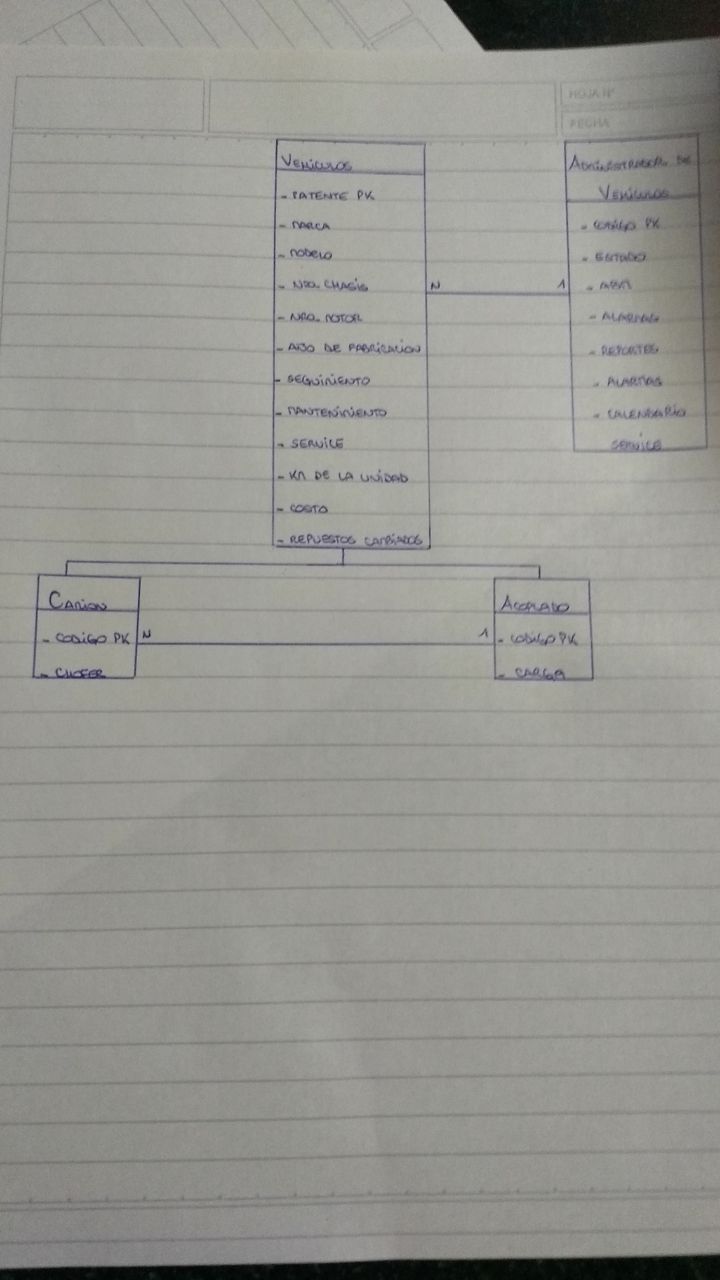 HOJA Nº
FECHA
VEHICULOS
- PATENTE PK
- MARCA
- MODELO
- NRO. CHASIS
- NRO. MOTOR
- AÑO DE FABRICACION
- SEGUIMIENTO
- MANTENIMIENTO
- SERVICE
- KM DE LA UNIDAD
- COSTO
- REPUESTOS CAMBIADOS
N 1
ADMINISTRADOR DE
VEHICULOS
- CODIGO PK
- ESTADO
- ABM
- ALARMAS
- REPORTES
- ALARMAS
- CALENDARIO
SERVICE
CAMION
- CODIGO PK
- CHOFER
N 1
ACOPLADO
- CODIGO PK
- CARGA